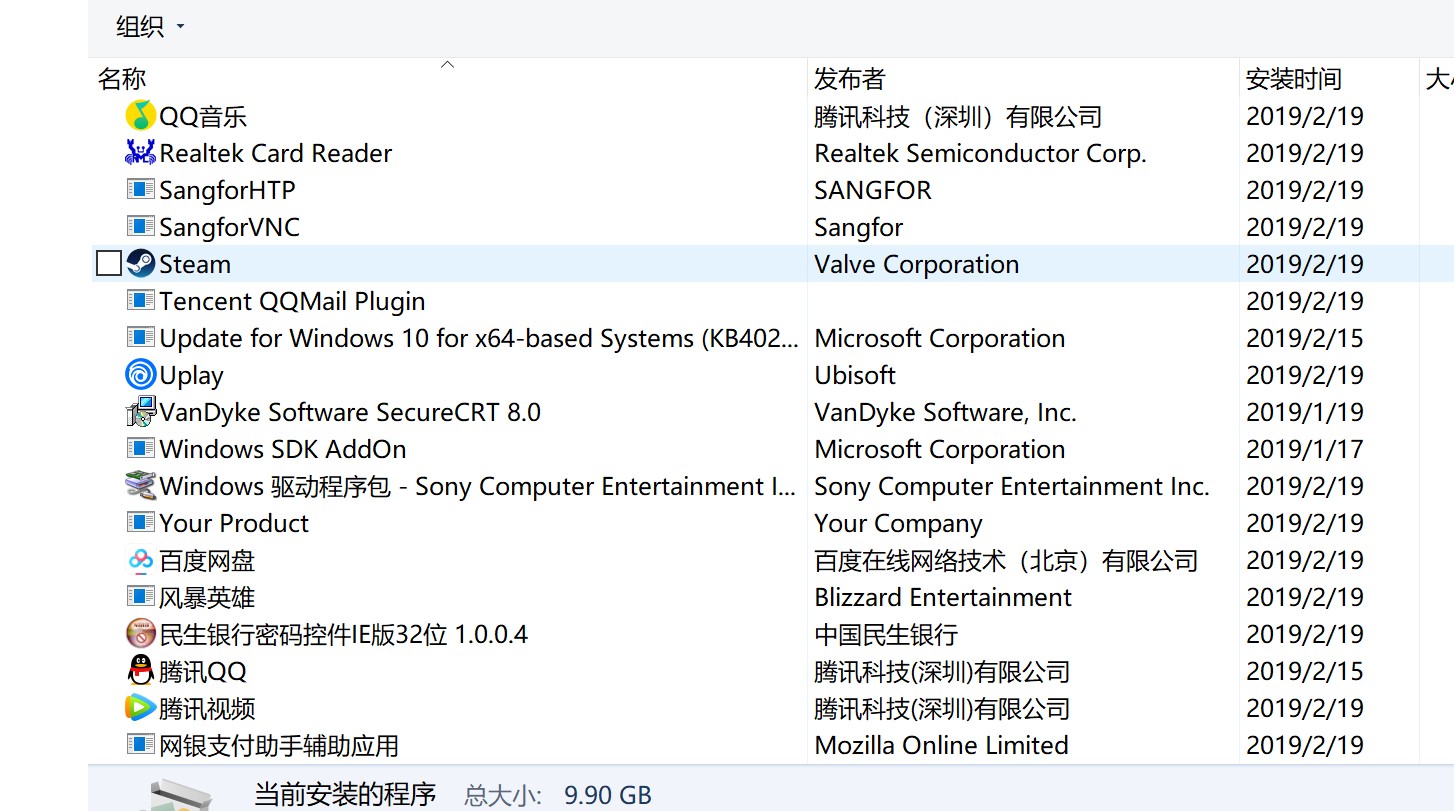 组织
名称 发布者 安装时间 大
QQ音乐 腾讯科技（深圳）有限公司 2019/2/19
Realtek Card Reader Realtek Semiconductor Corp. 2019/2/19
SangforHTP SANGFOR 2019/2/19
SangforVNC Sangfor 2019/2/19
Steam Valve Corporation 2019/2/19
Tencent QQMail Plugin 2019/2/19
Update for Windows 10 for x64-based Systems (KB402... Microsoft Corporation 2019/2/15
Uplay Ubisoft 2019/2/19
VanDyke Software SecureCRT 8.0 VanDyke Software, Inc. 2019/1/19
Windows SDK AddOn Microsoft Corporation 2019/1/17
Windows 驱动程序包 - Sony Computer Entertainment I... Sony Computer Entertainment Inc. 2019/2/19
Your Product Your Company 2019/2/19
百度网盘 百度在线网络技术（北京）有限公司 2019/2/19
风暴英雄 Blizzard Entertainment 2019/2/19
民生银行密码控件IE版32位 1.0.0.4 中国民生银行 2019/2/19
腾讯QQ 腾讯科技(深圳)有限公司 2019/2/15
腾讯视频 腾讯科技(深圳)有限公司 2019/2/19
网银支付助手辅助应用 Mozilla Online Limited 2019/2/19
当前安装的程序 总大小: 9.90 GB